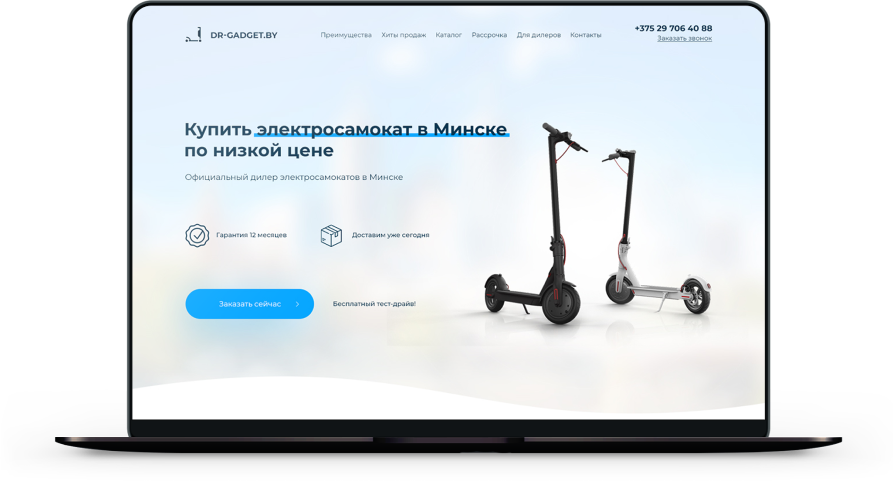 DR-GADGET.BY
Преимущества Хиты продаж Каталог Рассрочка Для дилеров Контакты
+375 29 706 40 88
Заказать звонок
Купить электросамокат в Минске
по низкой цене
Официальный дилер электросамокатов в Минске
Гарантия 12 месяцев Доставим уже сегодня
Заказать сейчас Бесплатный тест-драйв!